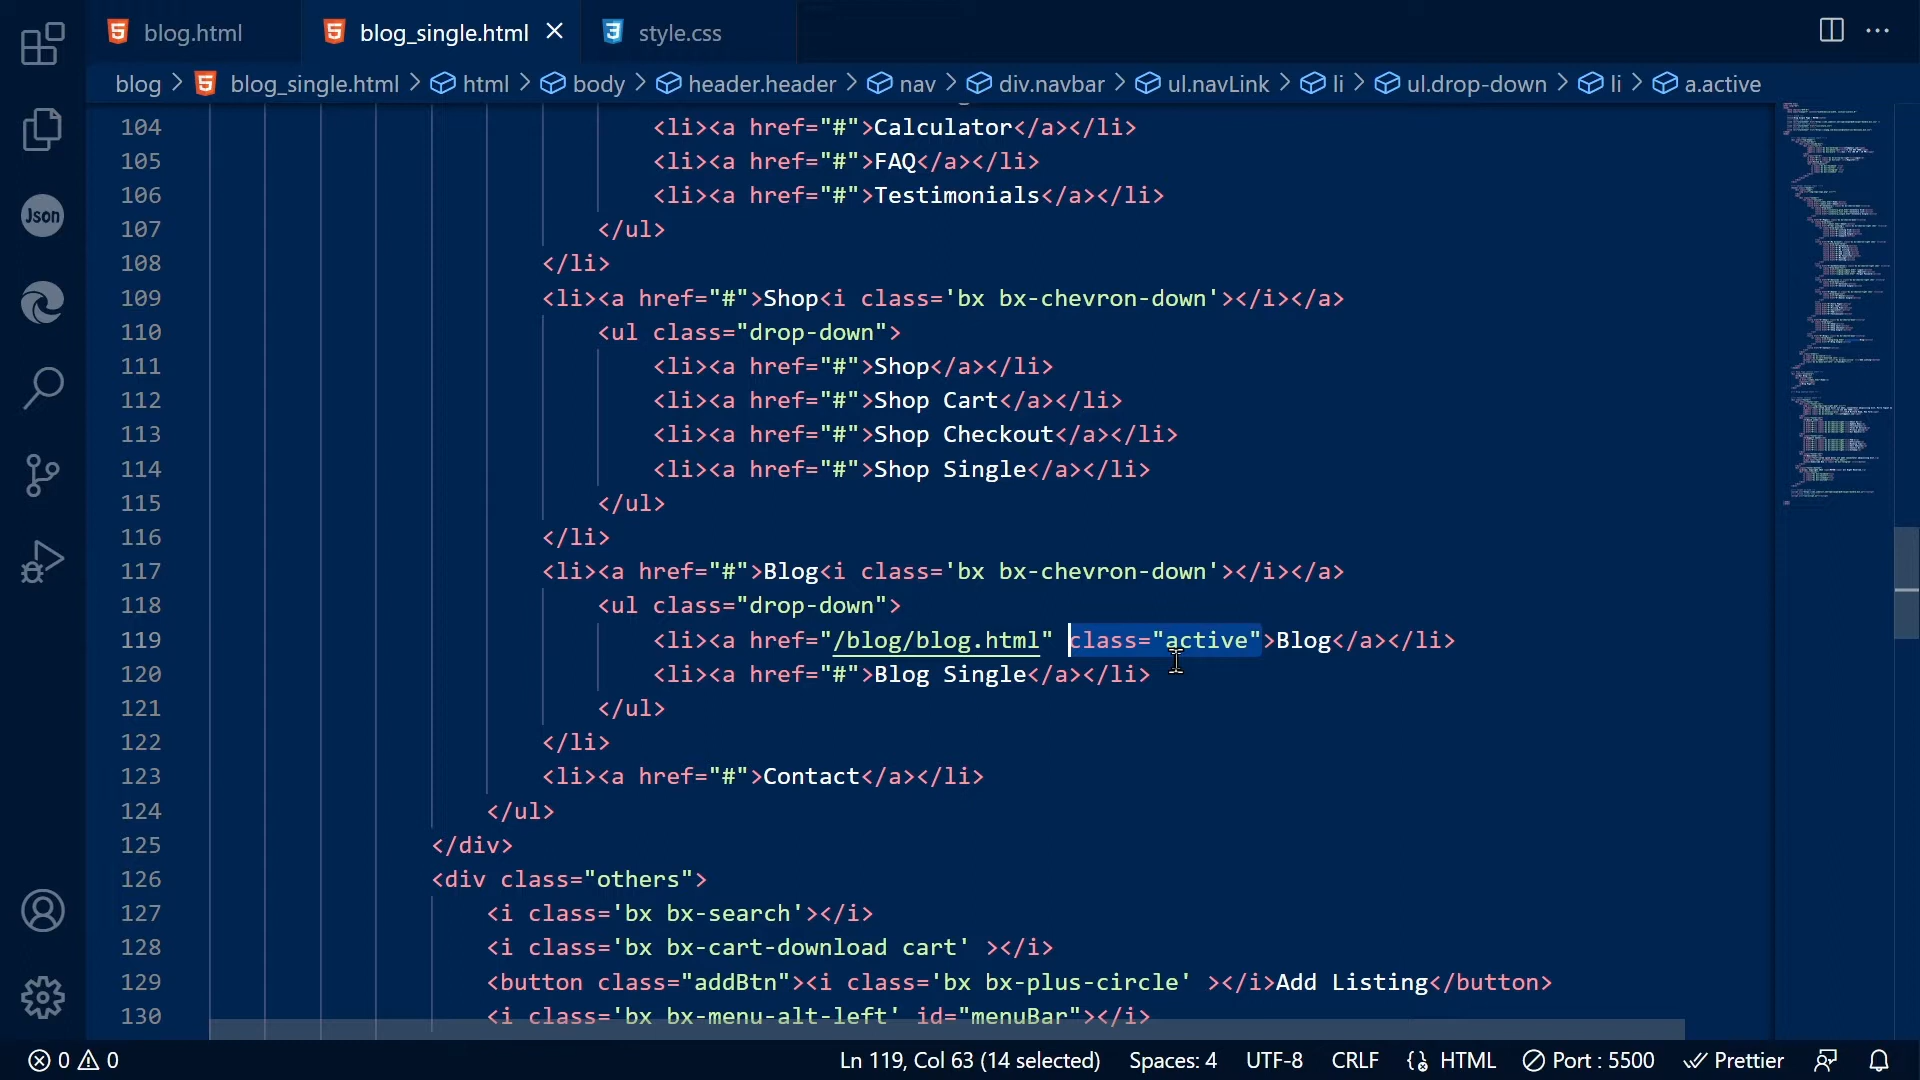 blog.html
blog_single.html
style.css
blog > blog_single.html > html > body > header.header > nav > div.navbar > ul.navLink > li > ul.drop-down > li > a.active
Json
104 <li><a href="#">Calculator</a></li>
105 <li><a href="#">FAQ</a></li>
106 <li><a href="#">Testimonials</a></li>
107 </ul>
108 </li>
109 <li><a href="#">Shop<i class='bx bx-chevron-down'></i></a>
110 <ul class="drop-down">
111 <li><a href="#">Shop</a></li>
112 <li><a href="#">Shop Cart</a></li>
113 <li><a href="#">Shop Checkout</a></li>
114 <li><a href="#">Shop Single</a></li>
115 </ul>
116 </li>
117 <li><a href="#">Blog<i class='bx bx-chevron-down'></i></a>
118 <ul class="drop-down">
119 <li><a href="/blog/blog.html" class="active">Blog</a></li>
120 <li><a href="#">Blog Single</a></li>
121 </ul>
122 </li>
123 <li><a href="#">Contact</a></li>
124 </ul>
125 </div>
126 <div class="others">
127 <i class='bx bx-search'></i>
128 <i class='bx bx-cart-download cart' ></i>
129 <button class="addBtn"><i class='bx bx-plus-circle' ></i>Add Listing</button>
130 <i class='bx bx-menu-alt-left' id="menuBar"></i>
0 0 Ln 119, Col 63 (14 selected) Spaces: 4 UTF-8 CRLF HTML Port : 5500 Prettier